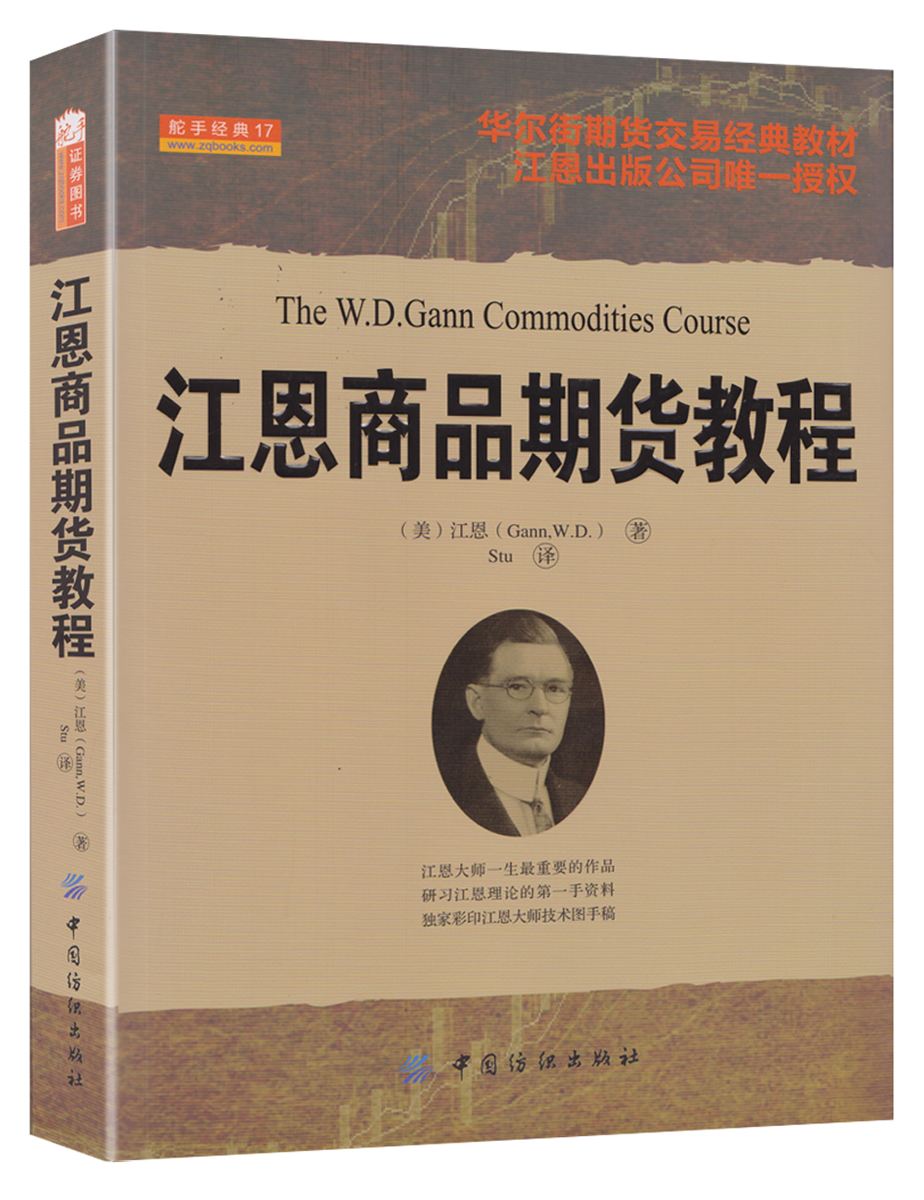 舵手
证券图书
www.zqbooks.com
江恩商品期货教程
（美）江恩（Gann,W.D.）著
Stu 译
中国纺织出版社
舵手经典 17
www.zqbooks.com
华尔街期货交易经典教材
江恩出版公司唯一授权
The W.D.Gann Commodities Course
江恩商品期货教程
（美）江恩（Gann,W.D.） 著
Stu 译
江恩大师一生最重要的作品
研习江恩理论的第一手资料
独家彩印江恩大师技术图手稿
中国纺织出版社